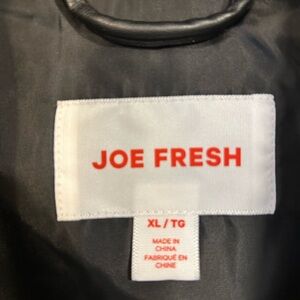 JOE FRESH
XL / TG
MADE IN
CHINA
FABRIQUÉ EN
CHINE